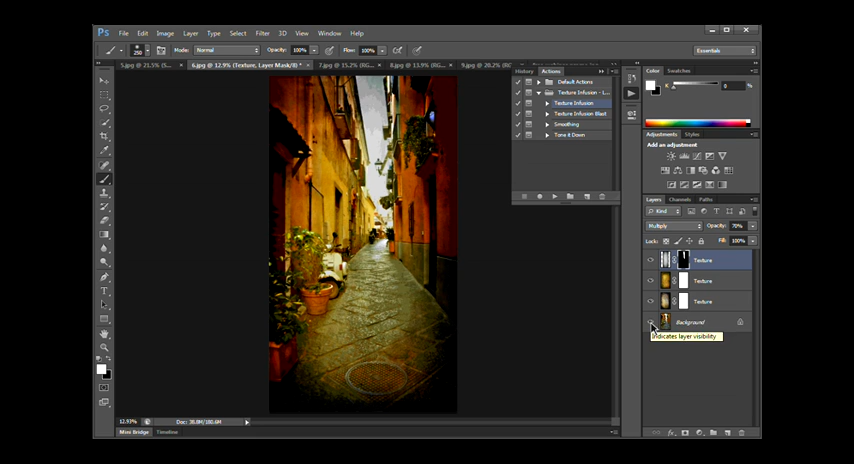 Ps File Edit Image Layer Type Select Filter 3D View Window Help
250 Mode: Normal Opacity: 100% Flow: 100% Essentials
5.jpg @ 21.5% (S... × 6.jpg @ 12.9% (Texture, Layer Mask/8) * × 7.jpg @ 15.2% (RG... × 8.jpg @ 13.9% (RG... × 9.jpg @ 20.2% (RG
History Actions
Default Actions
Texture Infusion - L...
Texture Infusion
Texture Infusion Blast
Smoothing
Tone it Down
Color Swatches
K 0 %
Adjustments Styles
Add an adjustment
Layers Channels Paths
Kind
Multiply Opacity: 70%
Lock: Fill: 100%
Texture
Texture
Texture
Background
Indicates layer visibility
12.93% Doc: 38.8M/180.6M
Mini Bridge Timeline